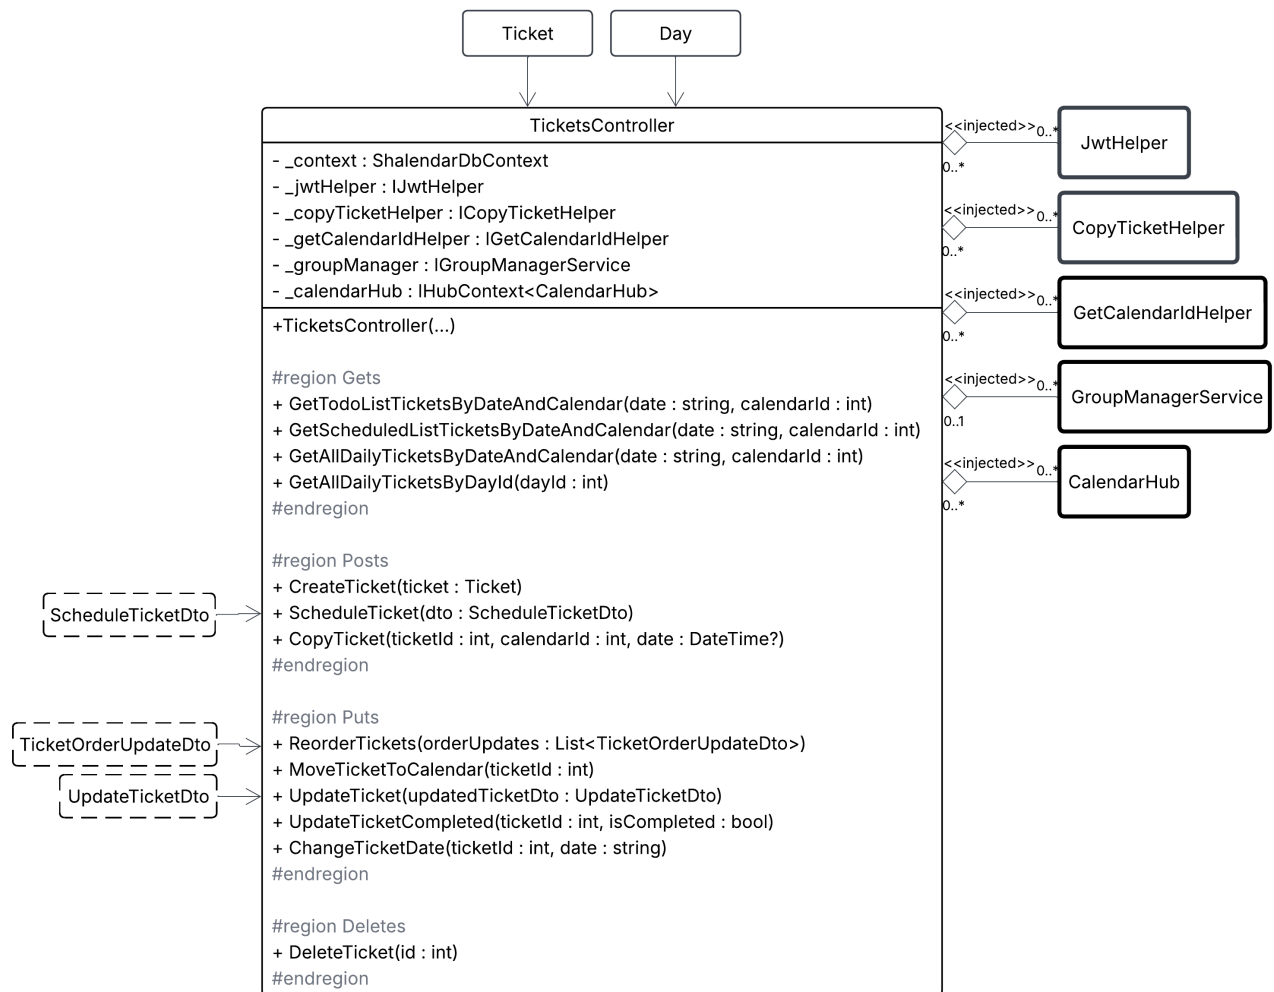 Ticket
Day
TicketsController
- _context : ShalendarDbContext
- _jwtHelper : IJwtHelper
- _copyTicketHelper : ICopyTicketHelper
- _getCalendarIdHelper : IGetCalendarIdHelper
- _groupManager : IGroupManagerService
- _calendarHub : IHubContext<CalendarHub>
<<injected>>
0..*
0..*
JwtHelper
<<injected>>
0..*
0..*
CopyTicketHelper
<<injected>>
0..*
0..*
GetCalendarIdHelper
<<injected>>
0..*
0..1
GroupManagerService
<<injected>>
0..*
0..*
CalendarHub
+TicketsController(...)
#region Gets
+ GetTodoListTicketsByDateAndCalendar(date : string, calendarId : int)
+ GetScheduledListTicketsByDateAndCalendar(date : string, calendarId : int)
+ GetAllDailyTicketsByDateAndCalendar(date : string, calendarId : int)
+ GetAllDailyTicketsByDayId(dayId : int)
#endregion
#region Posts
+ CreateTicket(ticket : Ticket)
+ ScheduleTicket(dto : ScheduleTicketDto)
+ CopyTicket(ticketId : int, calendarId : int, date : DateTime?)
#endregion
ScheduleTicketDto
#region Puts
+ ReorderTickets(orderUpdates : List<TicketOrderUpdateDto>)
+ MoveTicketToCalendar(ticketId : int)
+ UpdateTicket(updatedTicketDto : UpdateTicketDto)
+ UpdateTicketCompleted(ticketId : int, isCompleted : bool)
+ ChangeTicketDate(ticketId : int, date : string)
#endregion
TicketOrderUpdateDto
UpdateTicketDto
#region Deletes
+ DeleteTicket(id : int)
#endregion